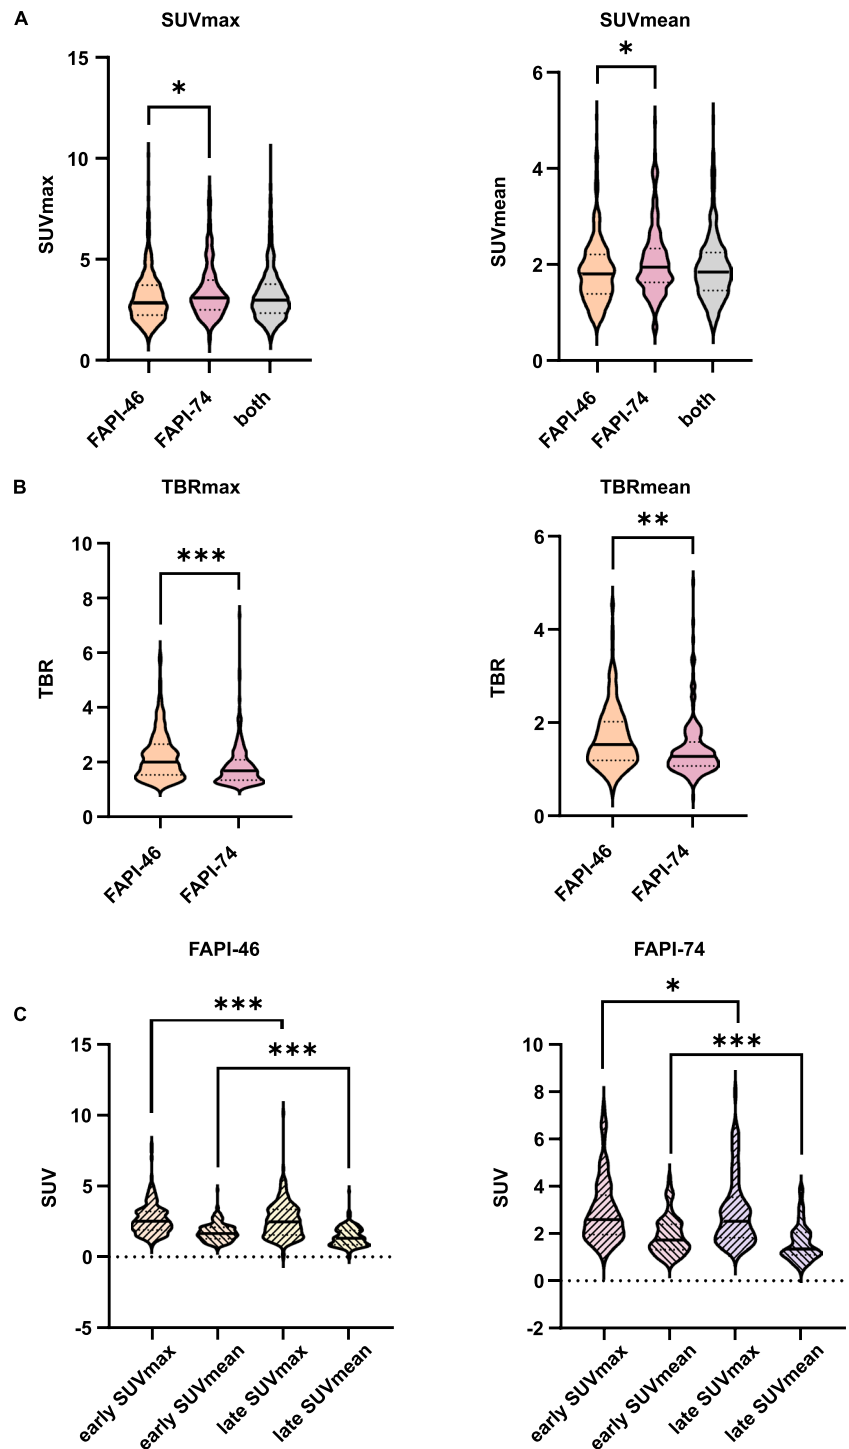 A
SUVmax
SUVmean
*
*
15
10
5
0
SUVmax
FAPI-46
FAPI-74
both
6
4
2
0
SUVmean
FAPI-46
FAPI-74
both
B
TBRmax
TBRmean
***
**
10
8
6
4
2
0
TBR
FAPI-46
FAPI-74
6
4
2
0
TBR
FAPI-46
FAPI-74
FAPI-46
FAPI-74
C
***
***
15
10
5
0
-5
SUV
early SUVmax
early SUVmean
late SUVmax
late SUVmean
*
***
10
8
6
4
2
0
-2
SUV
early SUVmax
early SUVmean
late SUVmax
late SUVmean